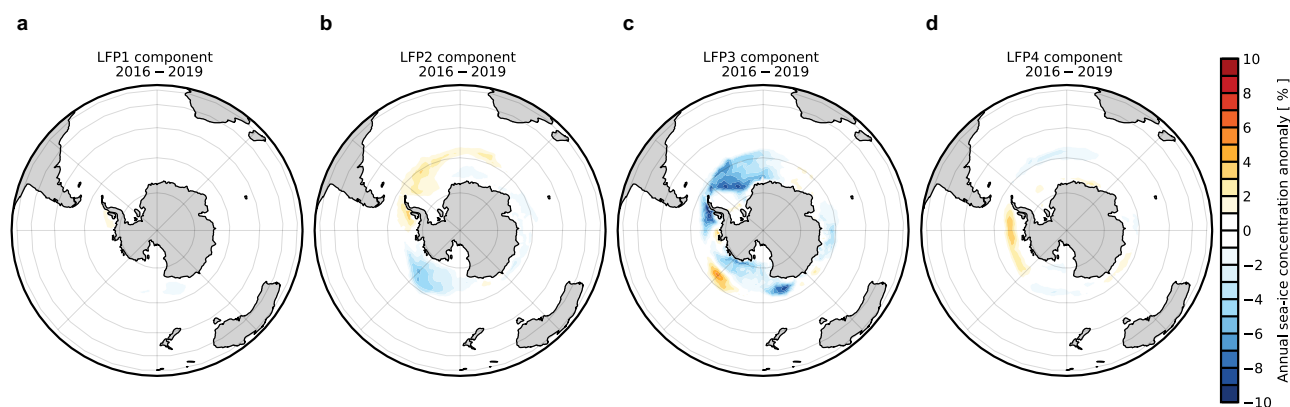 a
b
c
d
LFP1 component
2016 – 2019
LFP2 component
2016 – 2019
LFP3 component
2016 – 2019
LFP4 component
2016 – 2019
10
8
6
4
2
0
−2
−4
−6
−8
−10
Annual sea-ice concentration anomaly [ % ]